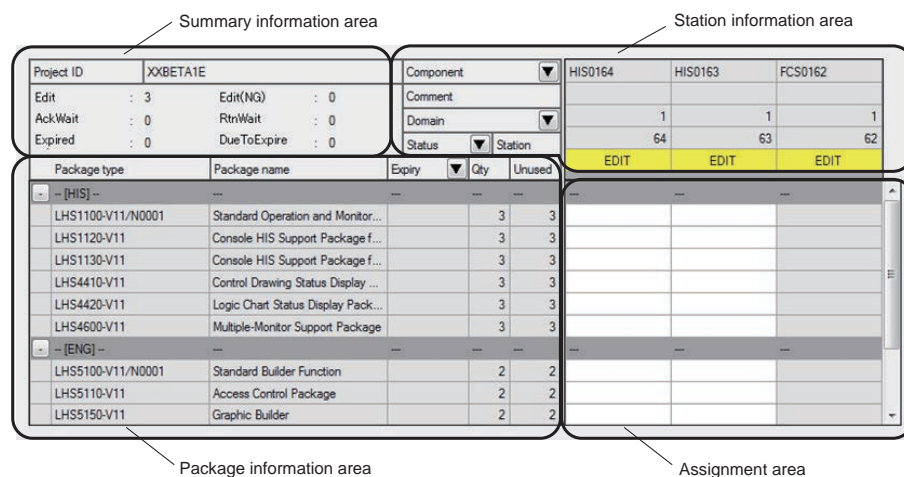 Summary information area
Station information area
Project ID XXBETA1E
Component HIS0164 HIS0163 FCS0162
Edit : 3 Edit(NG) : 0
Comment
AckWait : 0 RtnWait : 0
Domain 1 1 1
Expired : 0 DueToExpire : 0
Status Station 64 63 62
EDIT EDIT EDIT
Package type Package name Expiry Qty Unused
- -- [HIS] -- --- --- --- --- --- --- ---
LHS1100-V11/N0001 Standard Operation and Monitor... 3 3
LHS1120-V11 Console HIS Support Package f... 3 3
LHS1130-V11 Console HIS Support Package f... 3 3
LHS4410-V11 Control Drawing Status Display ... 3 3
LHS4420-V11 Logic Chart Status Display Pack... 3 3
LHS4600-V11 Multiple-Monitor Support Package 3 3
- -- [ENG] -- --- --- --- --- --- --- ---
LHS5100-V11/N0001 Standard Builder Function 2 2
LHS5110-V11 Access Control Package 2 2
LHS5150-V11 Graphic Builder 2 2
Package information area
Assignment area